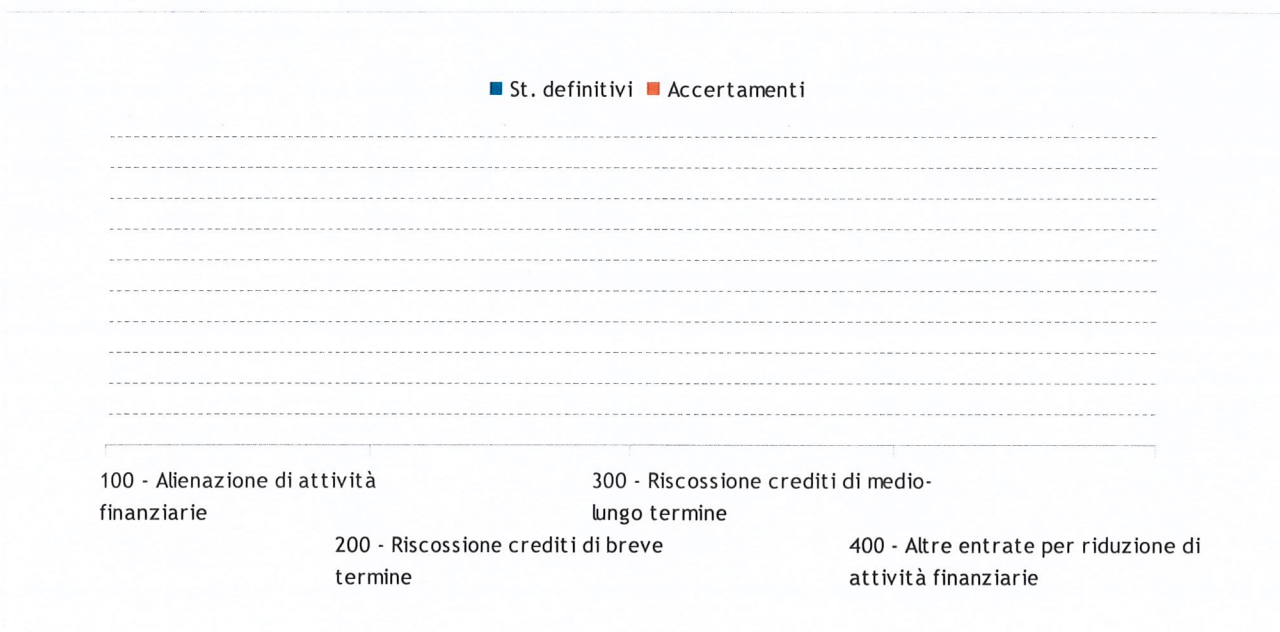 St. definitivi Accertamenti
100 - Alienazione di attività
finanziarie
200 - Riscossione crediti di breve
termine
300 - Riscossione crediti di medio-
lungo termine
400 - Altre entrate per riduzione di
attività finanziarie